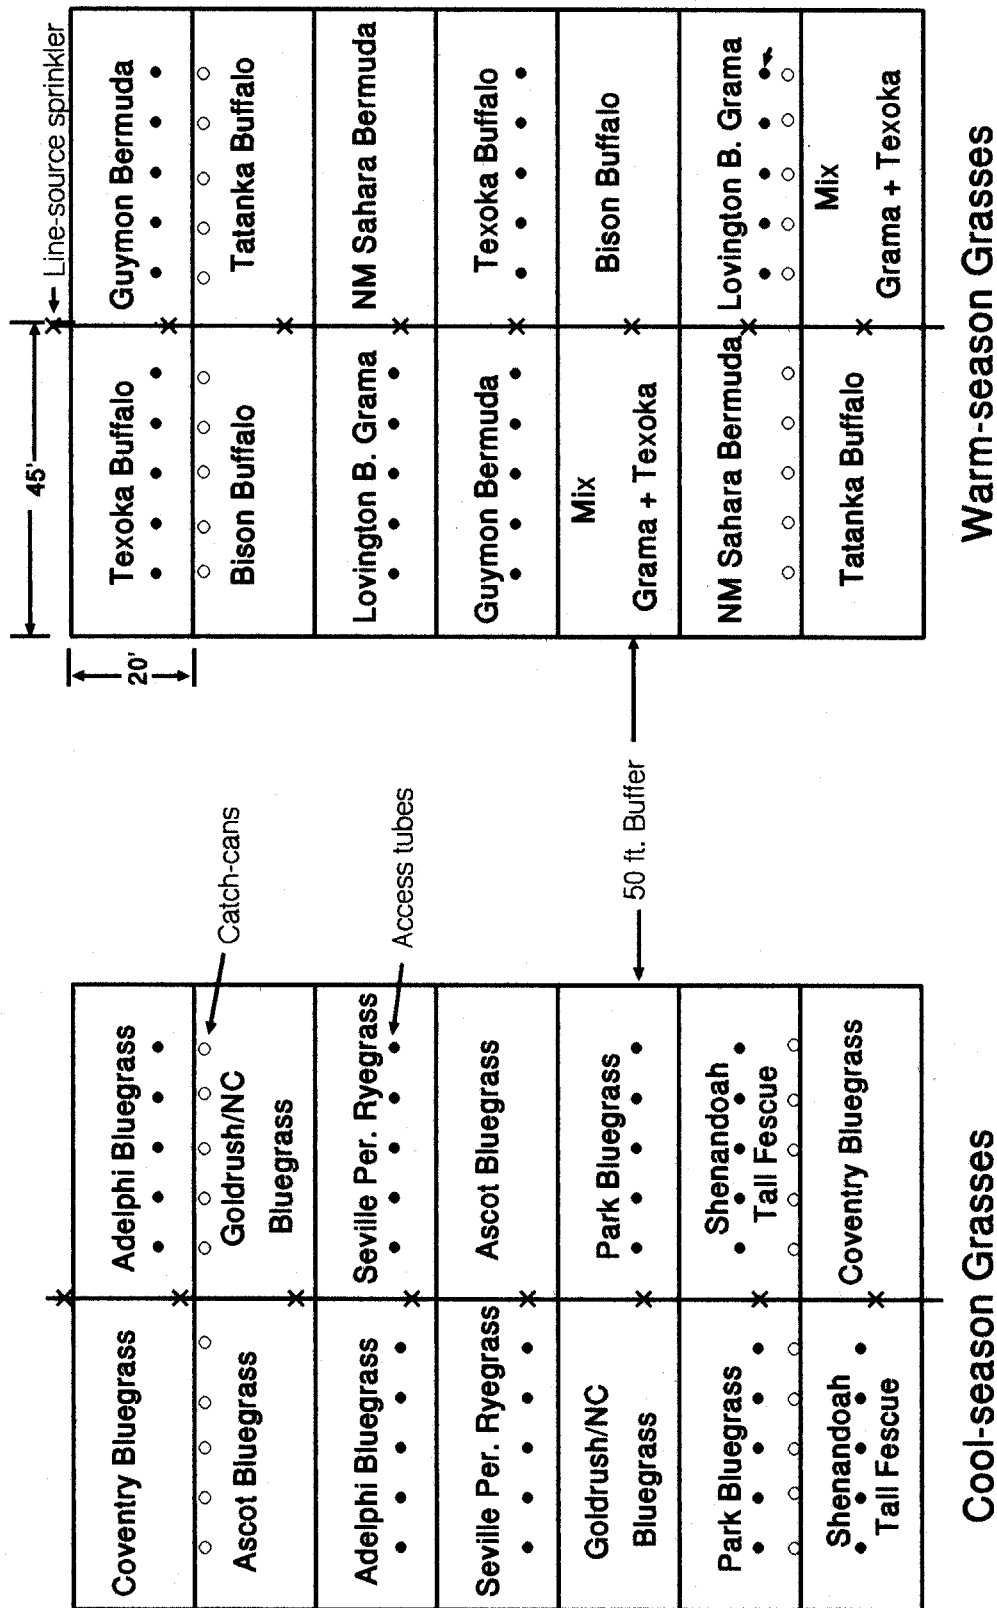 Line-source sprinkler
45'
20'
Texoka Buffalo
Guymon Bermuda
Bison Buffalo
Tatanka Buffalo
Lovington B. Grama
NM Sahara Bermuda
Guymon Bermuda
Texoka Buffalo
Mix
Grama + Texoka
Bison Buffalo
NM Sahara Bermuda
Lovington B. Grama
Tatanka Buffalo
Mix
Grama + Texoka
Warm-season Grasses
Catch-cans
Access tubes
50 ft. Buffer
Coventry Bluegrass
Adelphi Bluegrass
Ascot Bluegrass
Goldrush/NC
Bluegrass
Adelphi Bluegrass
Seville Per. Ryegrass
Seville Per. Ryegrass
Ascot Bluegrass
Goldrush/NC
Bluegrass
Park Bluegrass
Park Bluegrass
Shenandoah
Tall Fescue
Shenandoah
Tall Fescue
Coventry Bluegrass
Cool-season Grasses